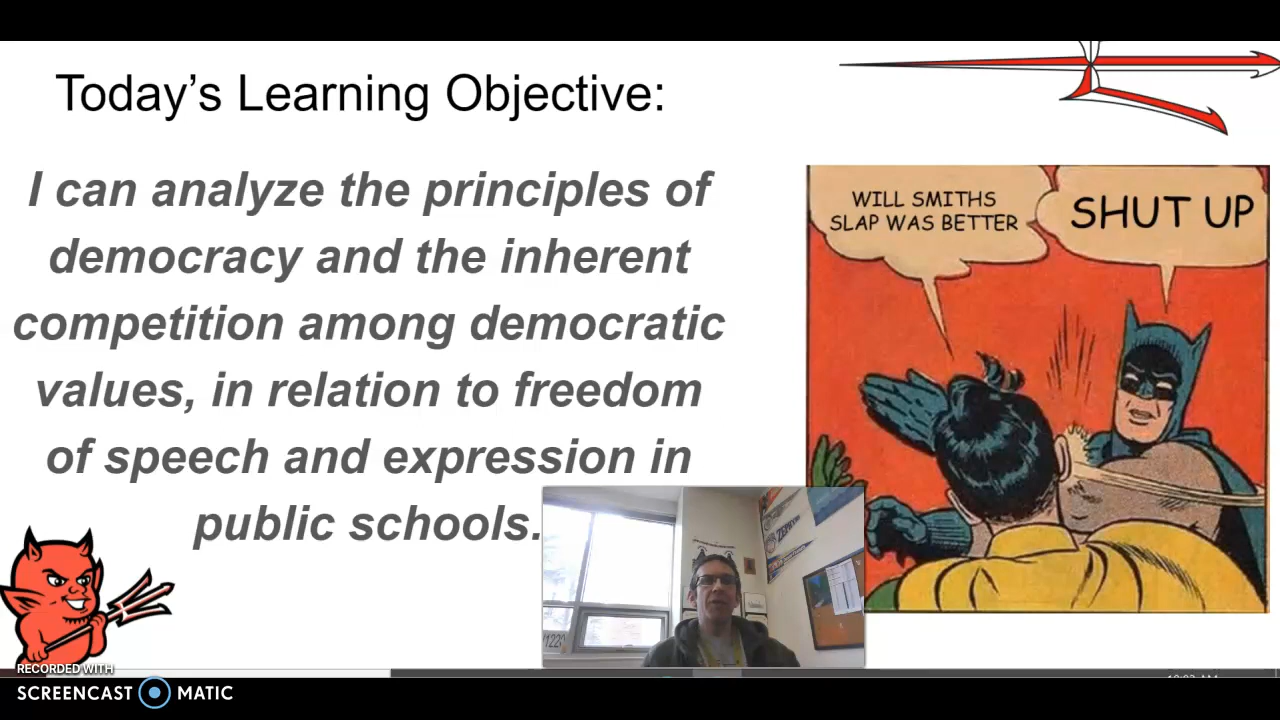 Today's Learning Objective:
I can analyze the principles of
democracy and the inherent
competition among democratic
values, in relation to freedom
of speech and expression in
public schools.
WILL SMITHS
SLAP WAS BETTER
SHUT UP
RECORDED WITH
SCREENCAST MATIC